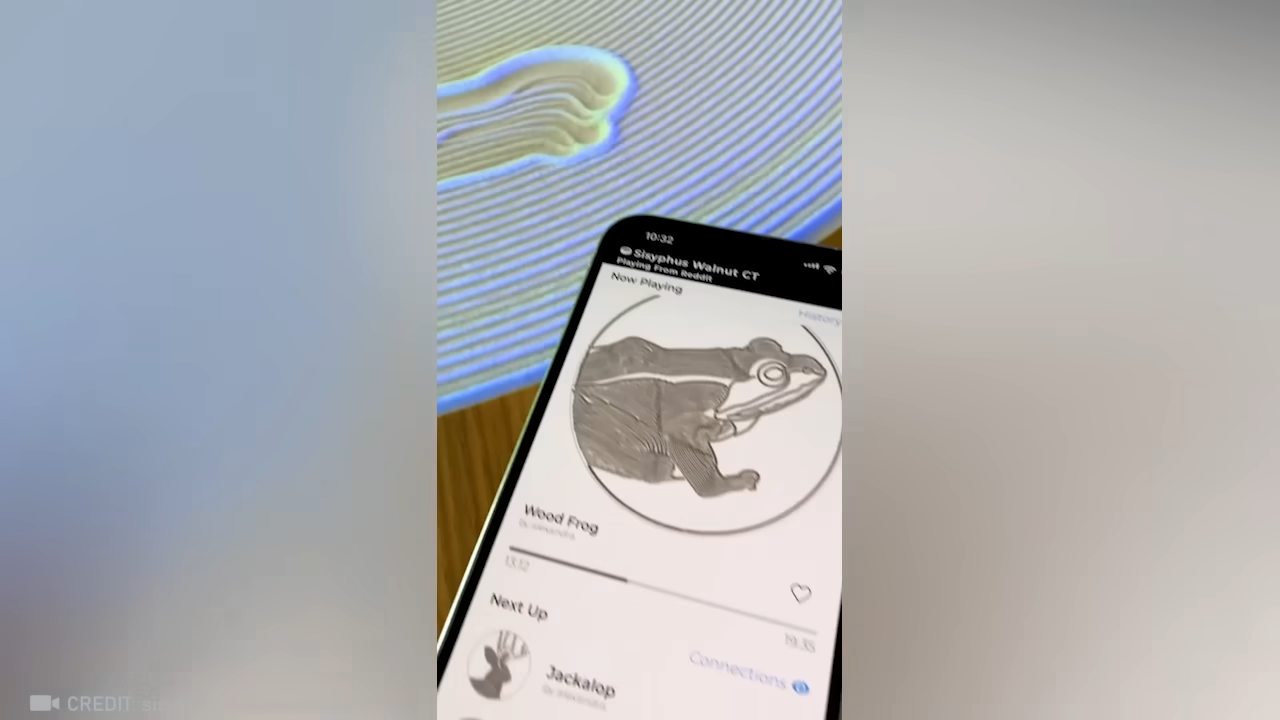 10:32
Sisyphus Walnut CT
Playing From Reddit
Now Playing
History
Wood Frog
13:12
19:35
Next Up
Jackalop
Connections
CREDIT